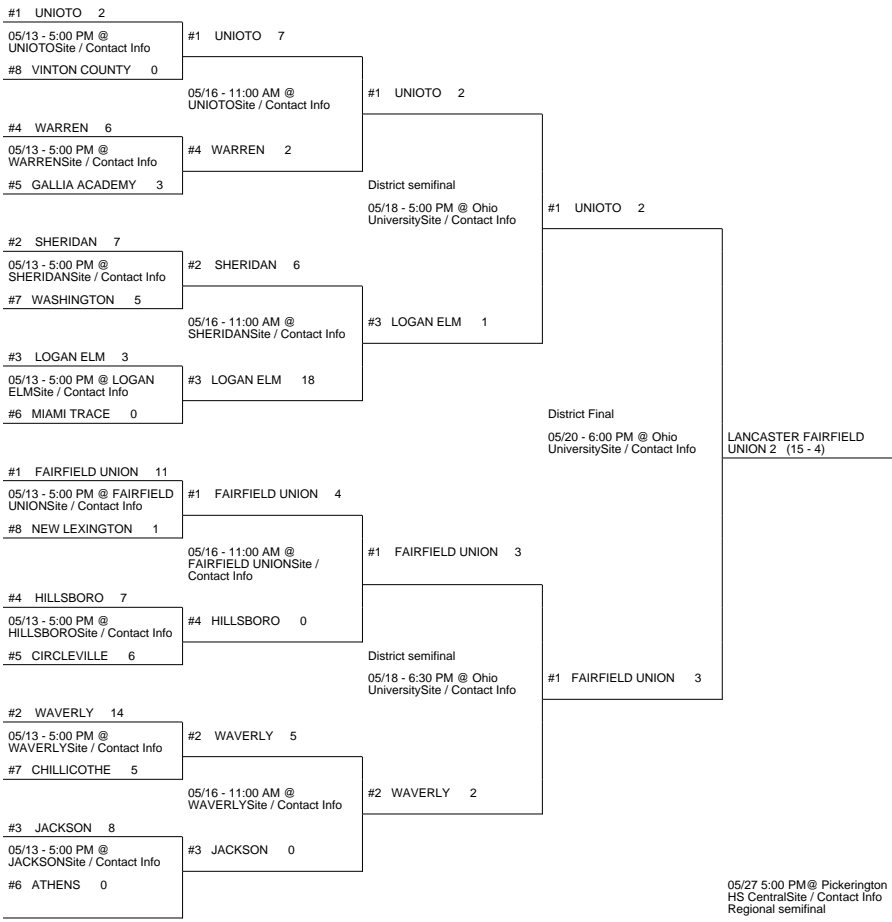 #1 UNIOTO 2
05/13 - 5:00 PM @
UNIOTOSite / Contact Info
#8 VINTON COUNTY 0
#4 WARREN 6
05/13 - 5:00 PM @
WARRENSite / Contact Info
#5 GALLIA ACADEMY 3
#2 SHERIDAN 7
05/13 - 5:00 PM @
SHERIDANSite / Contact Info
#7 WASHINGTON 5
#3 LOGAN ELM 3
05/13 - 5:00 PM @ LOGAN
ELMSite / Contact Info
#6 MIAMI TRACE 0
#1 FAIRFIELD UNION 11
05/13 - 5:00 PM @ FAIRFIELD
UNIONSite / Contact Info
#8 NEW LEXINGTON 1
#4 HILLSBORO 7
05/13 - 5:00 PM @
HILLSBOROSite / Contact Info
#5 CIRCLEVILLE 6
#2 WAVERLY 14
05/13 - 5:00 PM @
WAVERLYSite / Contact Info
#7 CHILLICOTHE 5
#3 JACKSON 8
05/13 - 5:00 PM @
JACKSONSite / Contact Info
#6 ATHENS 0
#1 UNIOTO 7
05/16 - 11:00 AM @
UNIOTOSite / Contact Info
#4 WARREN 2
#2 SHERIDAN 6
05/16 - 11:00 AM @
SHERIDANSite / Contact Info
#3 LOGAN ELM 18
#1 FAIRFIELD UNION 4
05/16 - 11:00 AM @
FAIRFIELD UNIONSite /
Contact Info
#4 HILLSBORO 0
#2 WAVERLY 5
05/16 - 11:00 AM @
WAVERLYSite / Contact Info
#3 JACKSON 0
#1 UNIOTO 2
District semifinal
05/18 - 5:00 PM @ Ohio
UniversitySite / Contact Info
#3 LOGAN ELM 1
#1 FAIRFIELD UNION 3
District semifinal
05/18 - 6:30 PM @ Ohio
UniversitySite / Contact Info
#2 WAVERLY 2
#1 UNIOTO 2
District Final
05/20 - 6:00 PM @ Ohio
UniversitySite / Contact Info
#1 FAIRFIELD UNION 3
LANCASTER FAIRFIELD
UNION 2 (15 - 4)
05/27 5:00 PM@ Pickerington
HS CentralSite / Contact Info
Regional semifinal